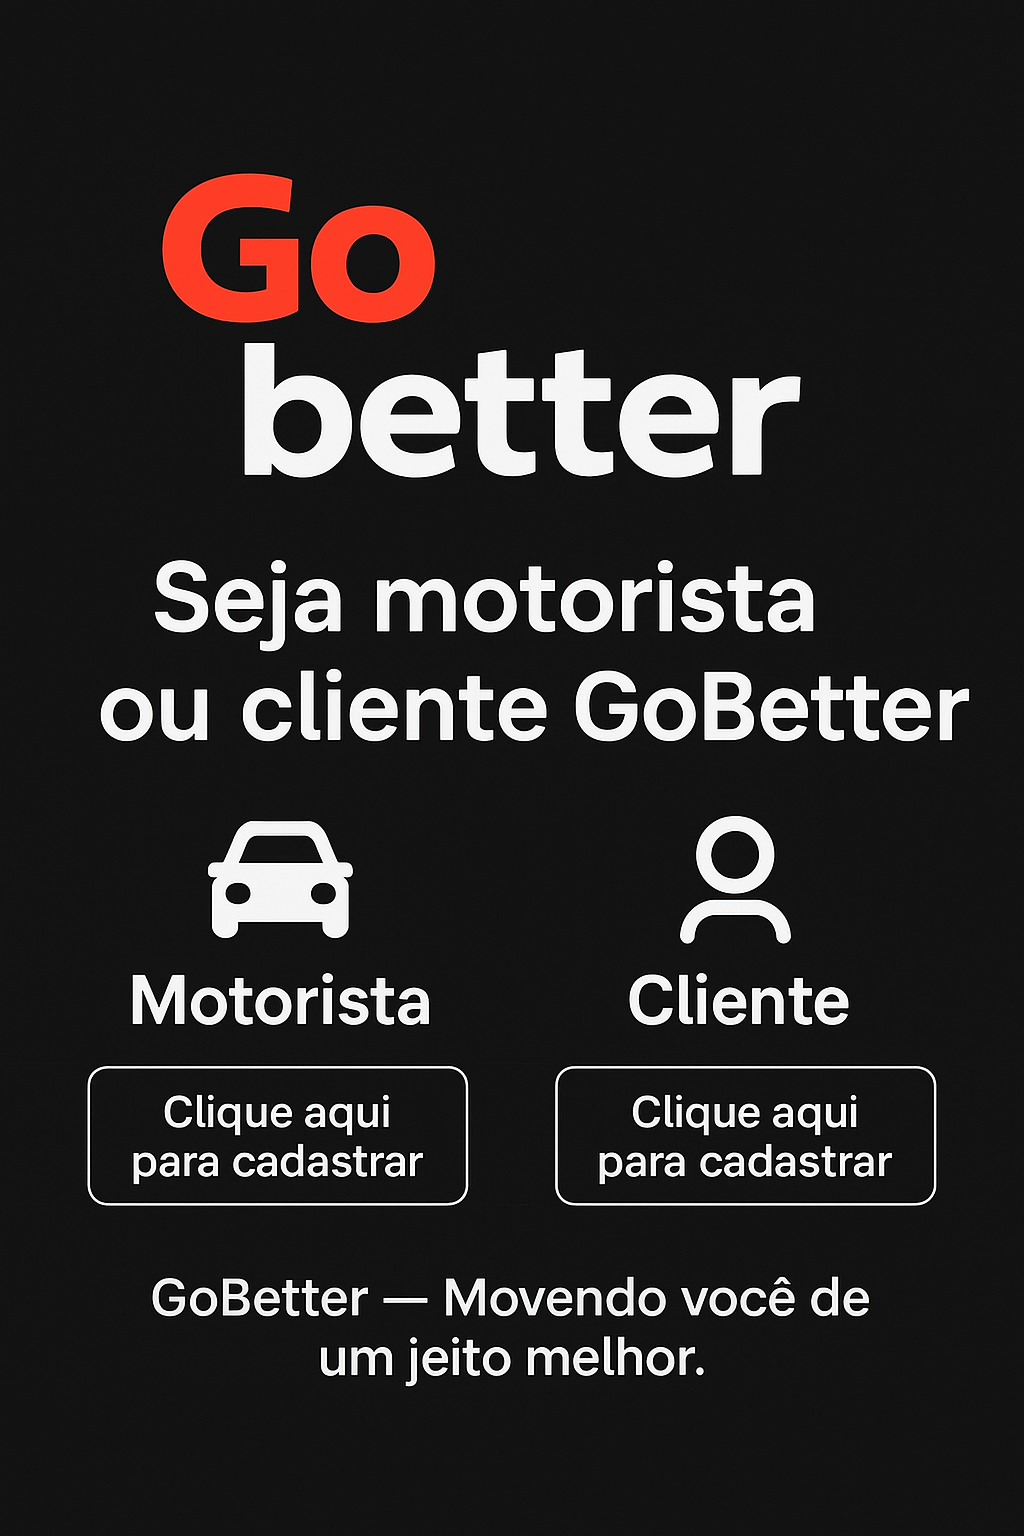 Go
better
Seja motorista
ou cliente GoBetter
Motorista
Cliente
Clique aqui
para cadastrar
Clique aqui
para cadastrar
GoBetter — Movendo você de
um jeito melhor.